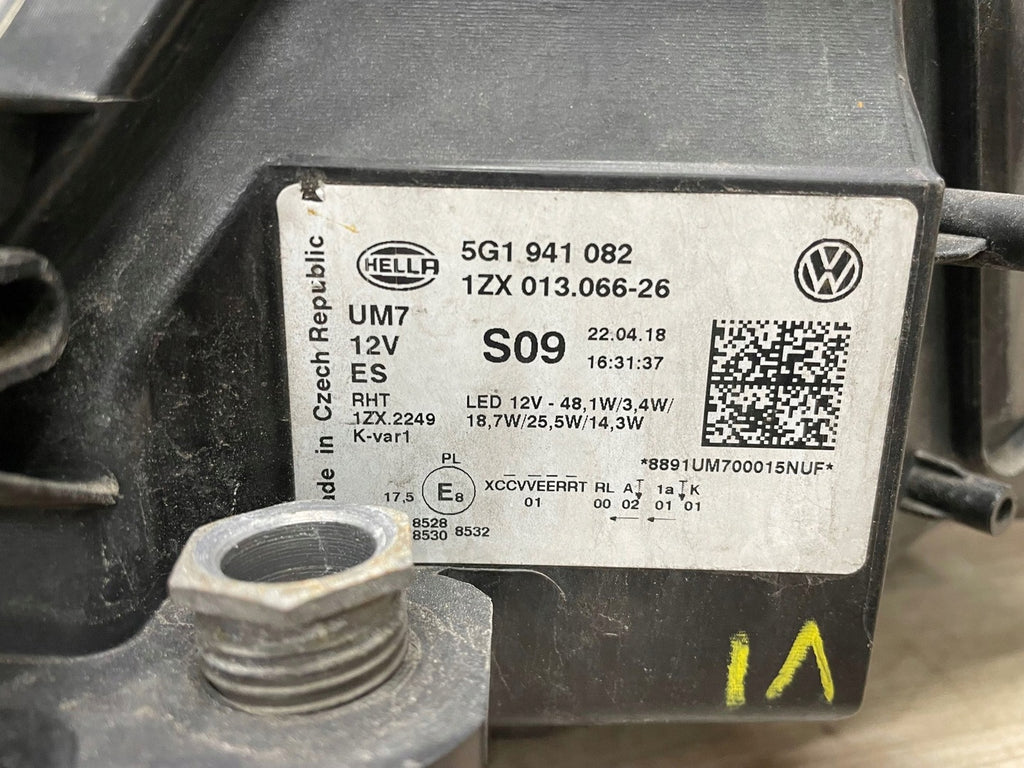 Made in Czech Republic
HELLA
5G1 941 082
1ZX 013.066-26
VW
UM7
12V
ES
RHT
1ZX.2249
K-var1
S09
22.04.18
16:31:37
LED 12V - 48,1W/3,4W/
18,7W/25,5W/14,3W
*8891UM700015NUF*
PL
17,5 E8 XCCVVEERRT RL A 1a K
01 00 02 01 01
8528
8530 8532